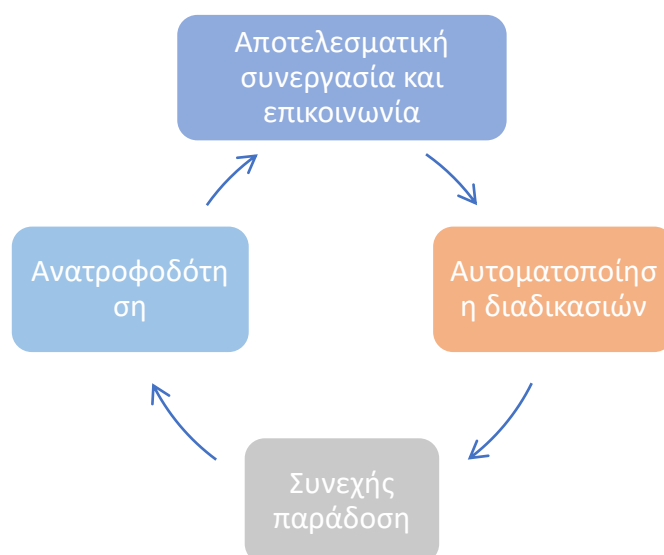 Αποτελεσματική
συνεργασία και
επικοινωνία
Αυτοματοποίησ
η διαδικασιών
Συνεχής
παράδοση
Ανατροφοδότη
ση